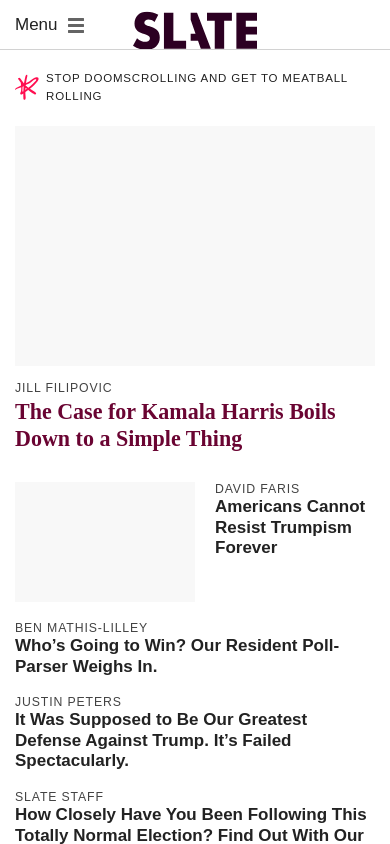 Menu
SLATE
STOP DOOMSCROLLING AND GET TO MEATBALL
ROLLING
JILL FILIPOVIC
The Case for Kamala Harris Boils
Down to a Simple Thing
DAVID FARIS
Americans Cannot
Resist Trumpism
Forever
BEN MATHIS-LILLEY
Who’s Going to Win? Our Resident Poll-
Parser Weighs In.
JUSTIN PETERS
It Was Supposed to Be Our Greatest
Defense Against Trump. It’s Failed
Spectacularly.
SLATE STAFF
How Closely Have You Been Following This
Totally Normal Election? Find Out With Our